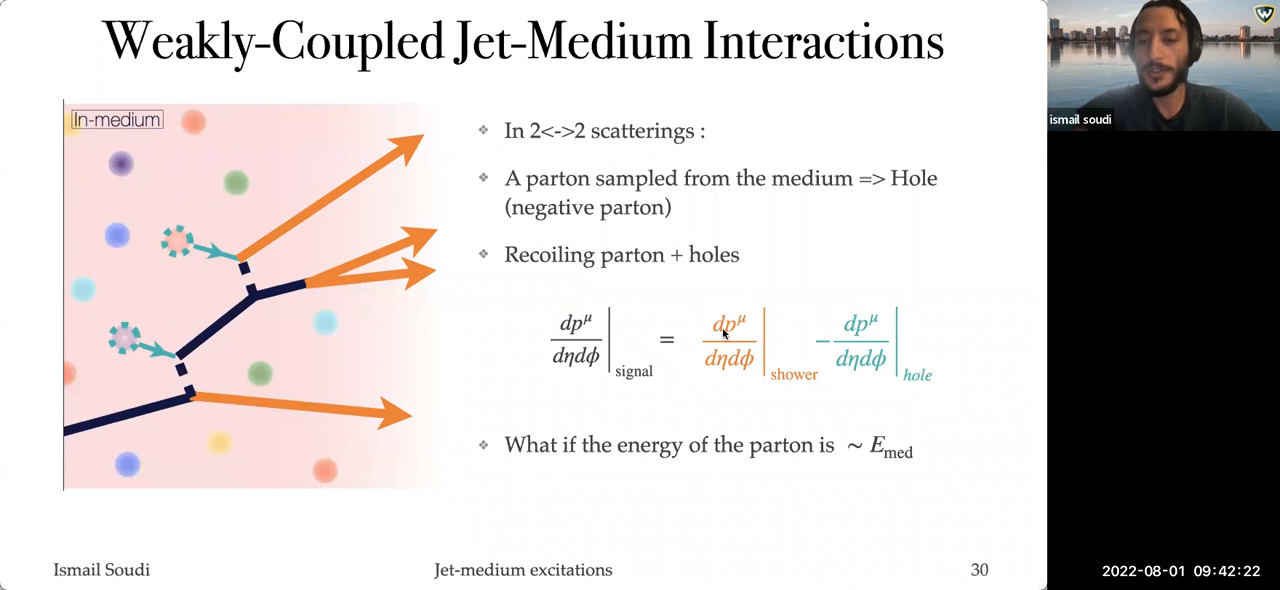 Weakly-Coupled Jet-Medium Interactions
In-medium
❖ In 2<->2 scatterings :
❖ A parton sampled from the medium => Hole
(negative parton)
❖ Recoiling parton + holes
dp^μ/dηdϕ |signal = dp^μ/dηdϕ |shower − dp^μ/dηdϕ |hole
❖ What if the energy of the parton is ∼ E_med
Ismail Soudi
Jet-medium excitations
30
ismail soudi
W
2022-08-01 09:42:22